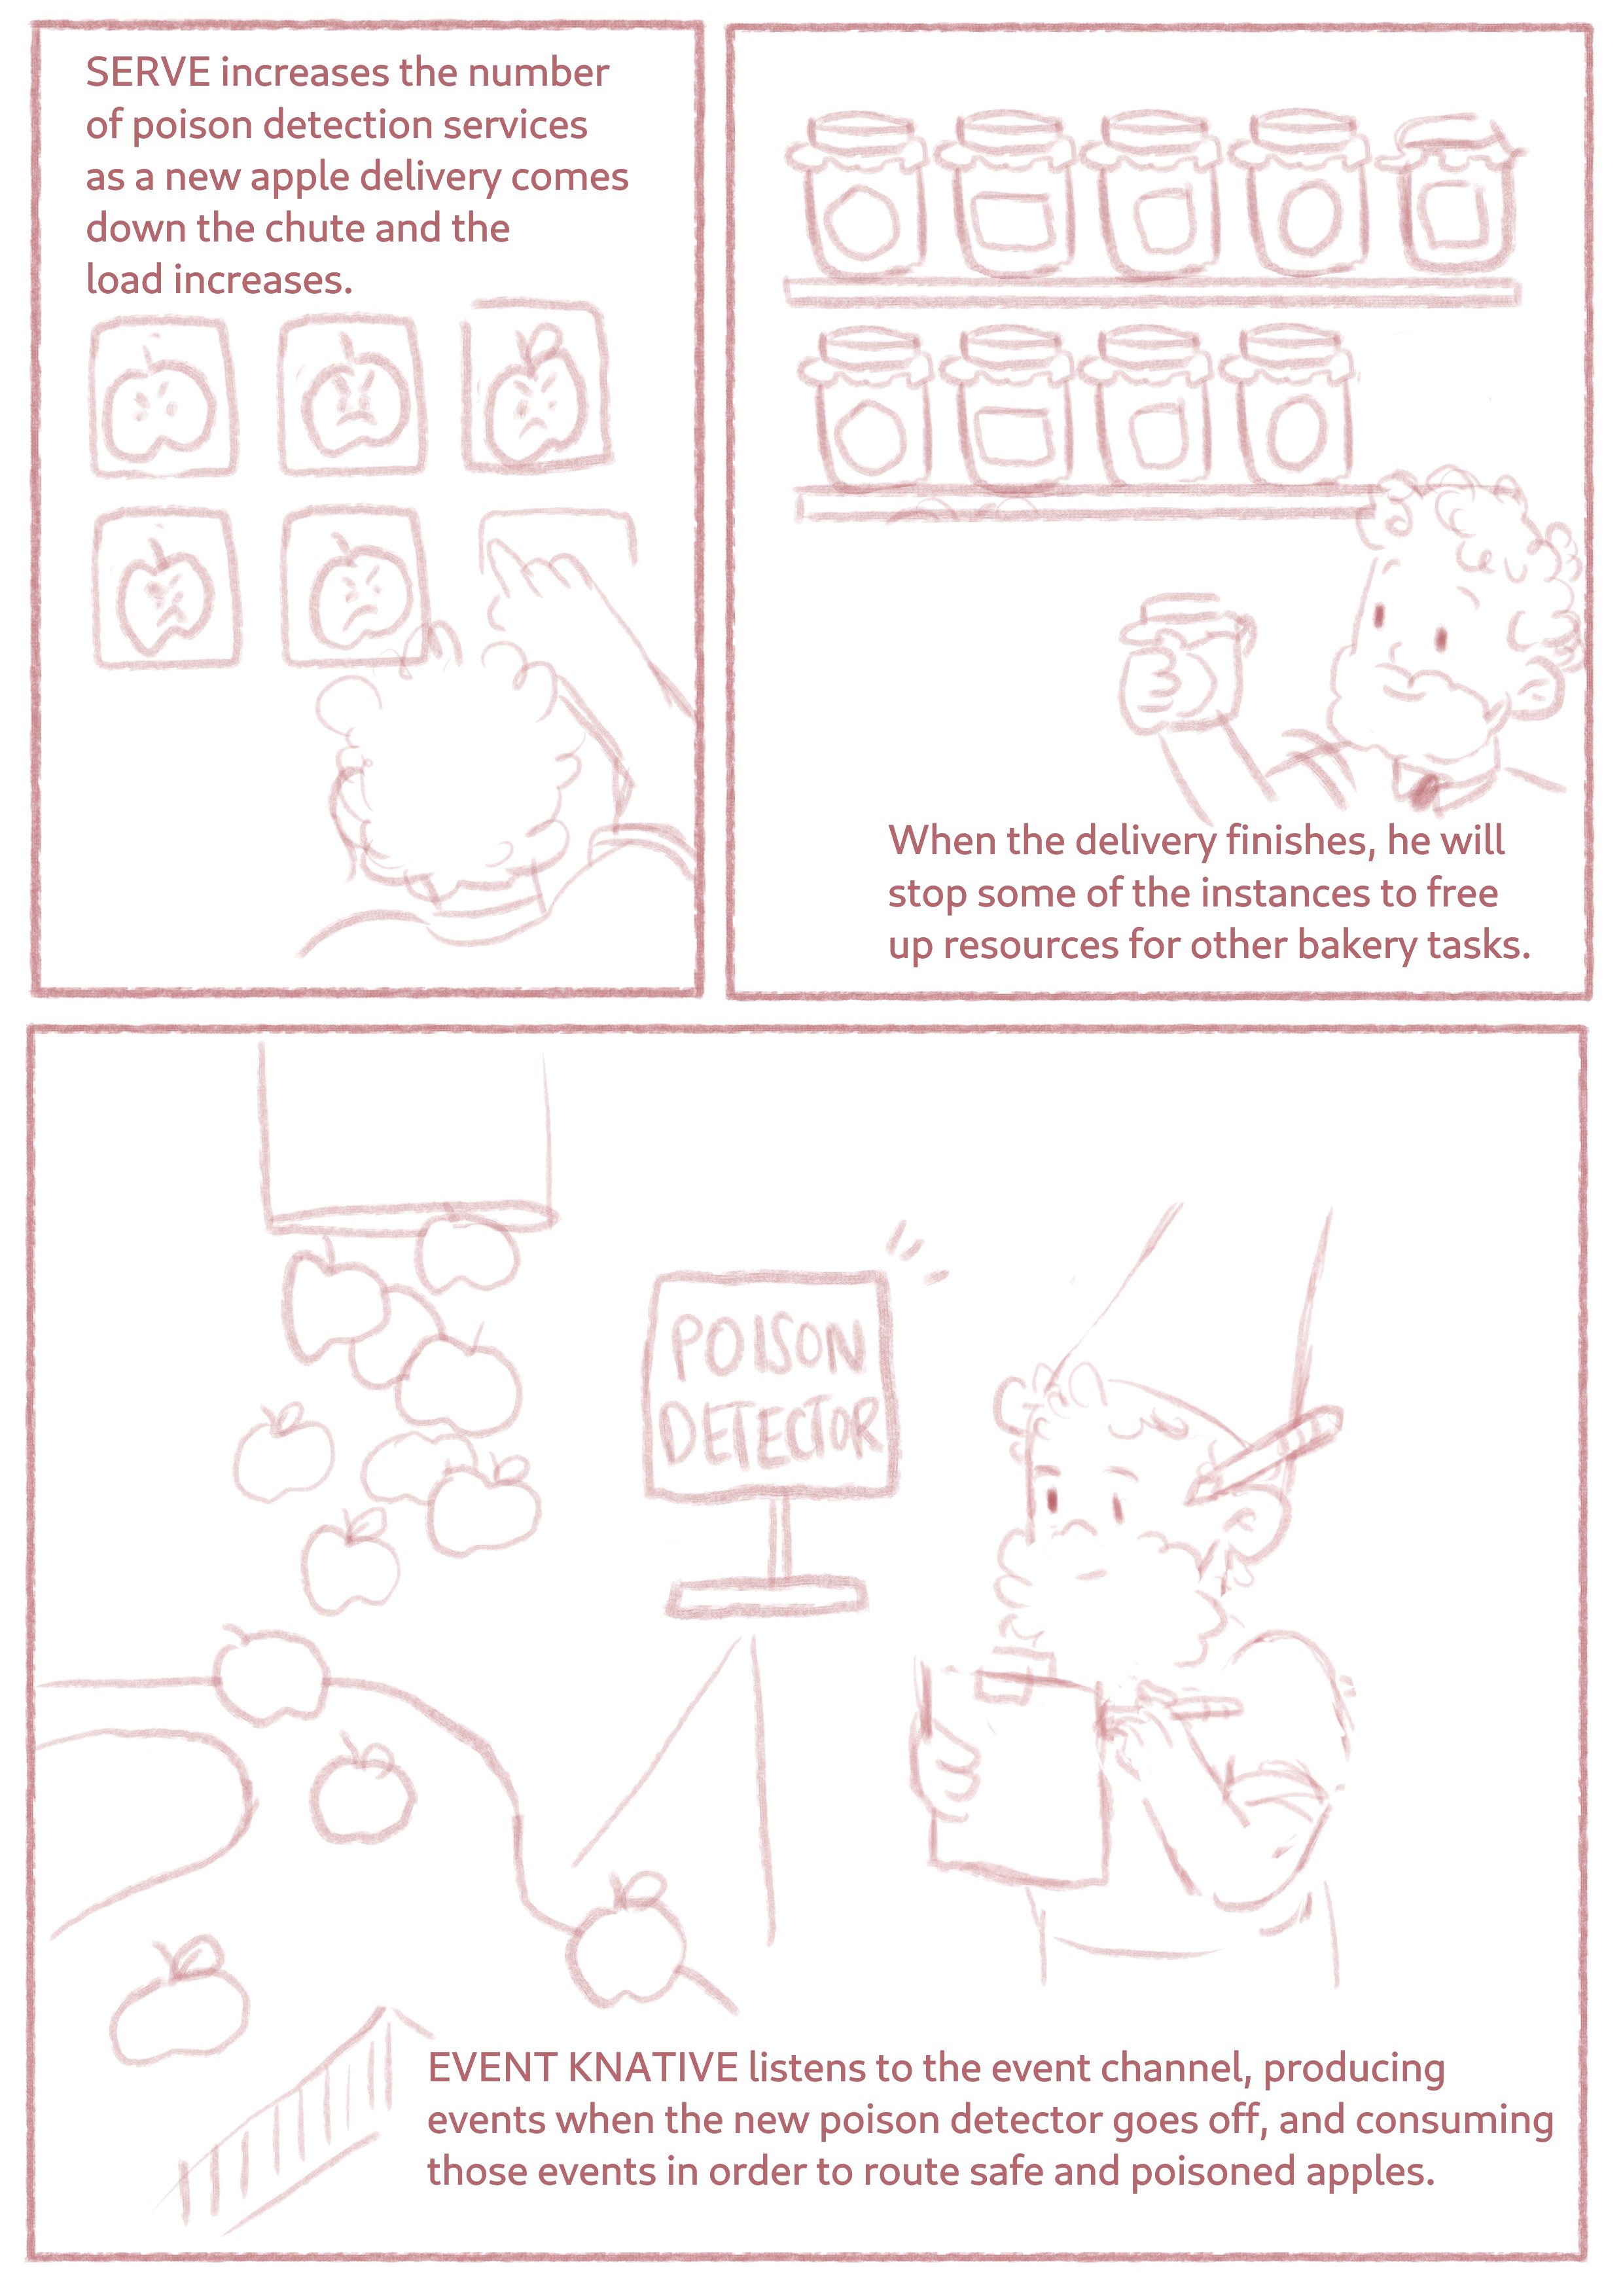 SERVE increases the number
of poison detection services
as a new apple delivery comes
down the chute and the
load increases.
When the delivery finishes, he will
stop some of the instances to free
up resources for other bakery tasks.
POISON
DETECTOR
EVENT KNATIVE listens to the event channel, producing
events when the new poison detector goes off, and consuming
those events in order to route safe and poisoned apples.